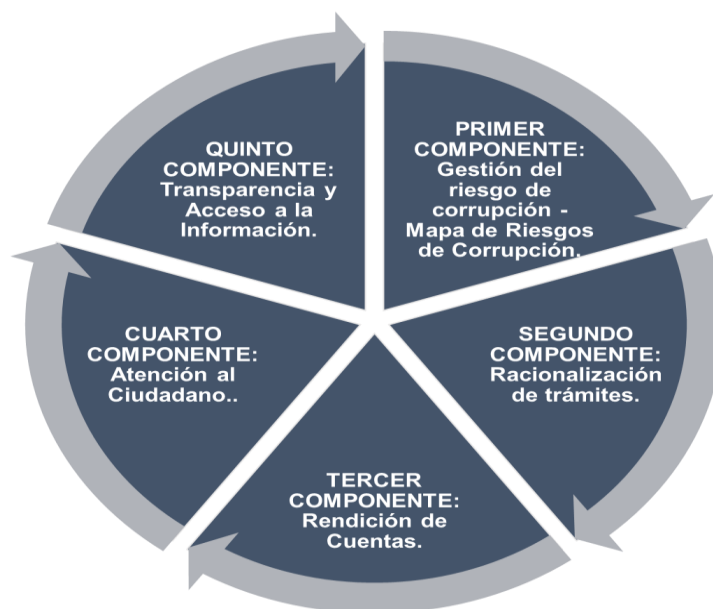 PRIMER
COMPONENTE:
Gestión del
riesgo de
corrupción -
Mapa de Riesgos
de Corrupción.
SEGUNDO
COMPONENTE:
Racionalización
de trámites.
TERCER
COMPONENTE:
Rendición de
Cuentas.
CUARTO
COMPONENTE:
Atención al
Ciudadano..
QUINTO
COMPONENTE:
Transparencia y
Acceso a la
Información.